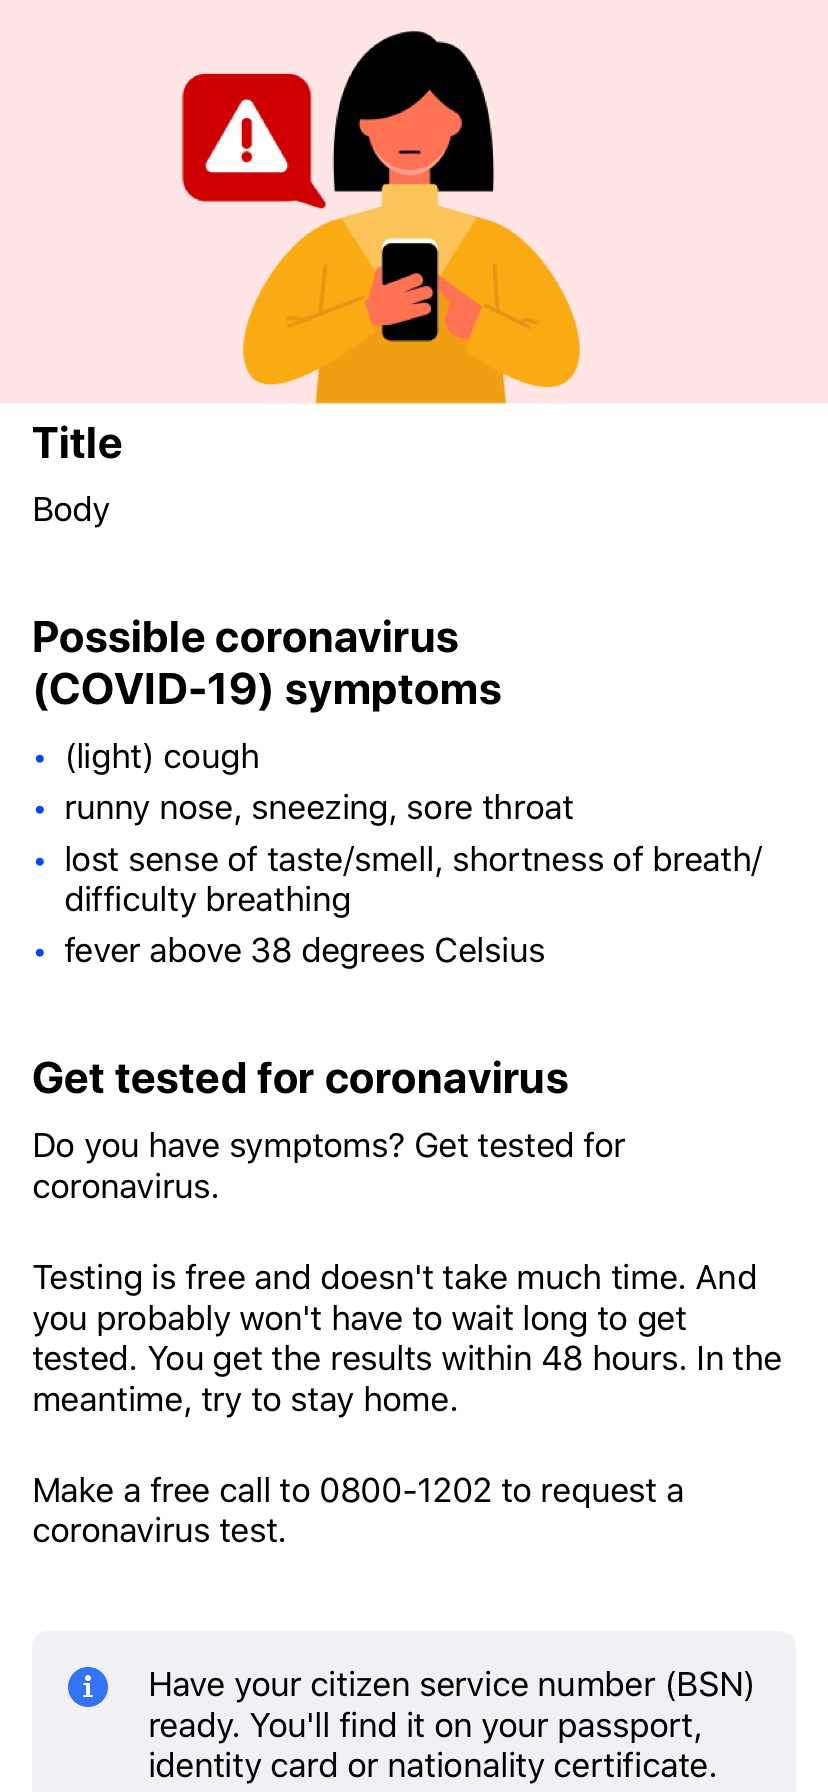 Title
Body
Possible coronavirus
(COVID-19) symptoms
• (light) cough
• runny nose, sneezing, sore throat
• lost sense of taste/smell, shortness of breath/
difficulty breathing
• fever above 38 degrees Celsius
Get tested for coronavirus
Do you have symptoms? Get tested for
coronavirus.
Testing is free and doesn't take much time. And
you probably won't have to wait long to get
tested. You get the results within 48 hours. In the
meantime, try to stay home.
Make a free call to 0800-1202 to request a
coronavirus test.
Have your citizen service number (BSN)
ready. You'll find it on your passport,
identity card or nationality certificate.